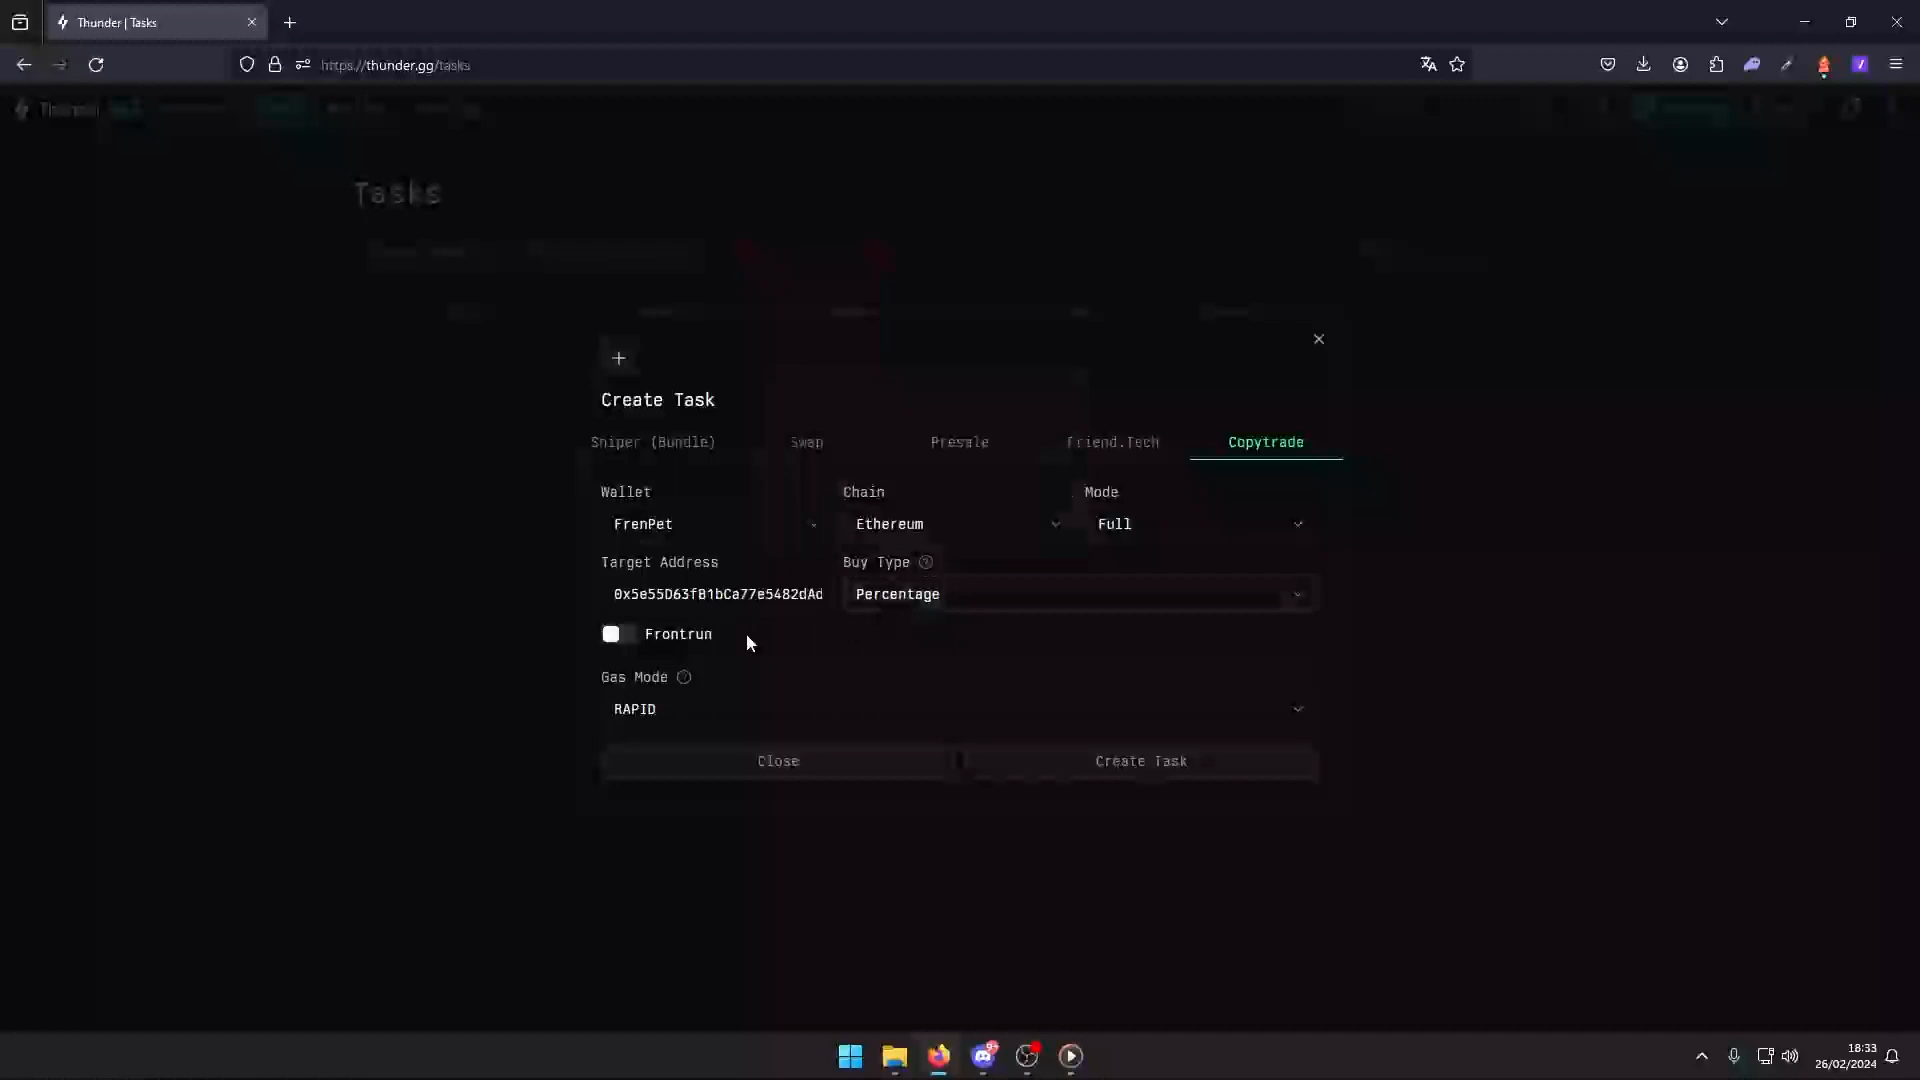 Thunder | Tasks
https://thunder.gg/tasks
Tasks
Create Task
Sniper (Bundle) Swap Presale Friend.Tech Copytrade
Wallet Chain Mode
FrenPet Ethereum Full
Target Address Buy Type
0x5e55D63fB1bCa77e5482dAd Percentage
Frontrun
Gas Mode
RAPID
Close Create Task
18:33
26/02/2024